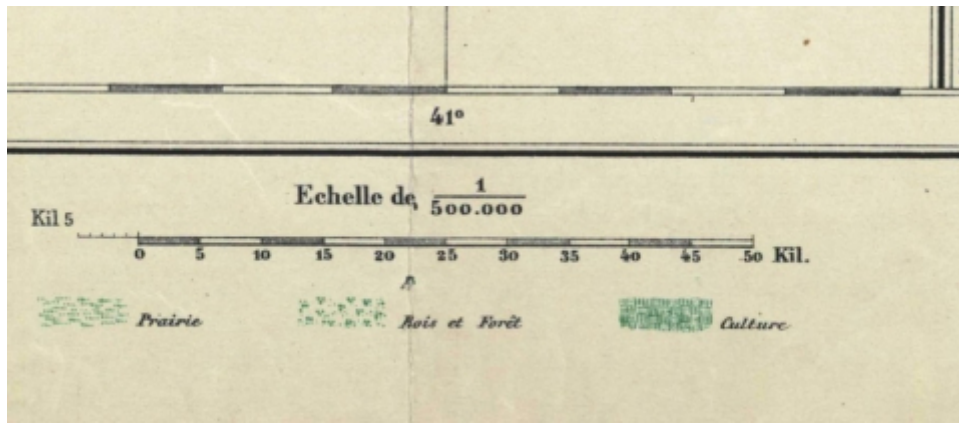 41°
Echelle de 1/500.000
Kil 5
0 5 10 15 20 25 30 35 40 45 50 Kil.
Prairie Bois et Forêt Culture